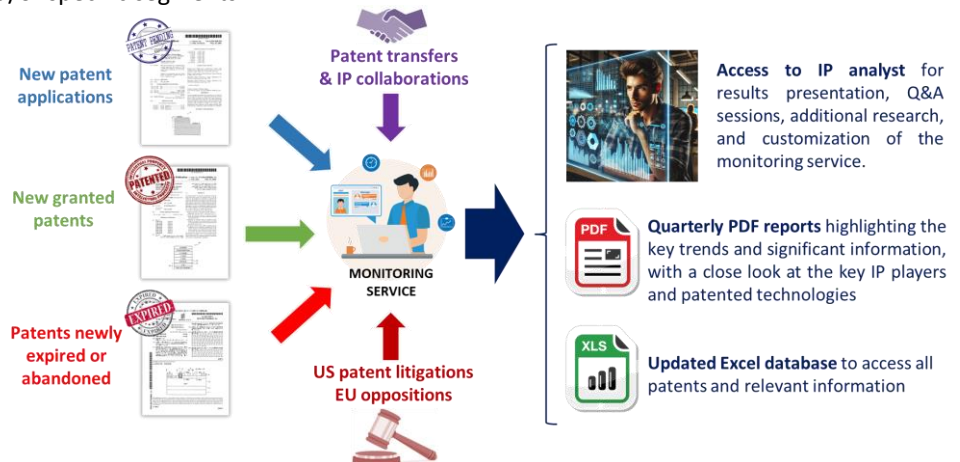 New patent
applications
PATENT PENDING
Patent transfers
& IP collaborations
New granted
patents
PATENTED
MONITORING
SERVICE
Patents newly
expired or
abandoned
EXPIRED
US patent litigations
EU oppositions
Access to IP analyst for
results presentation, Q&A
sessions, additional research,
and customization of the
monitoring service.
PDF
Quarterly PDF reports highlighting the
key trends and significant information,
with a close look at the key IP players
and patented technologies
XLS
Updated Excel database to access all
patents and relevant information